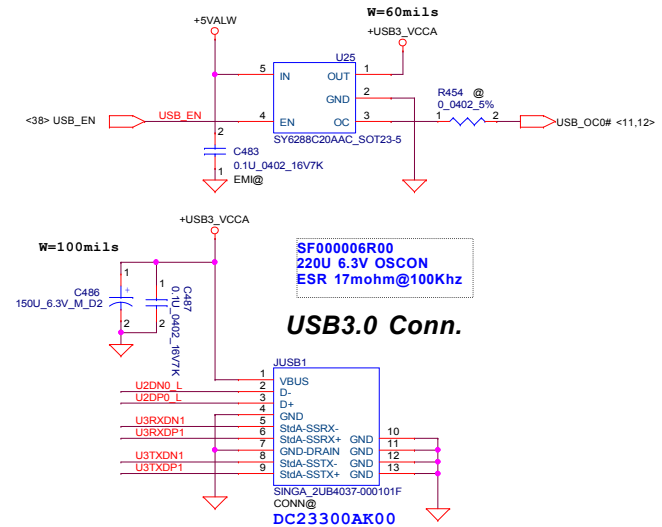 W=60mils
+5VALW
+USB3_VCCA
U25
5 IN OUT 1
GND 2
R454 @
0_0402_5%
<38> USB_EN USB_EN 4 EN OC 3 1 2 USB_OC0# <11,12>
SY6288C20AAC_SOT23-5
2
C483
0.1U_0402_16V7K
1
EMI@
+USB3_VCCA
W=100mils
SF000006R00
220U 6.3V OSCON
ESR 17mohm@100Khz
1 1
+
C486
150U_6.3V_M_D2
C487
0.1U_0402_16V7K
2 2
USB3.0 Conn.
JUSB1
1 VBUS
U2DN0_L 2 D-
U2DP0_L 3 D+
4 GND
U3RXDN1 5 StdA-SSRX-
U3RXDP1 6 StdA-SSRX+ GND 10
7 GND-DRAIN GND 11
U3TXDN1 8 StdA-SSTX- GND 12
U3TXDP1 9 StdA-SSTX+ GND 13
SINGA_2UB4037-000101F
CONN@
DC23300AK00